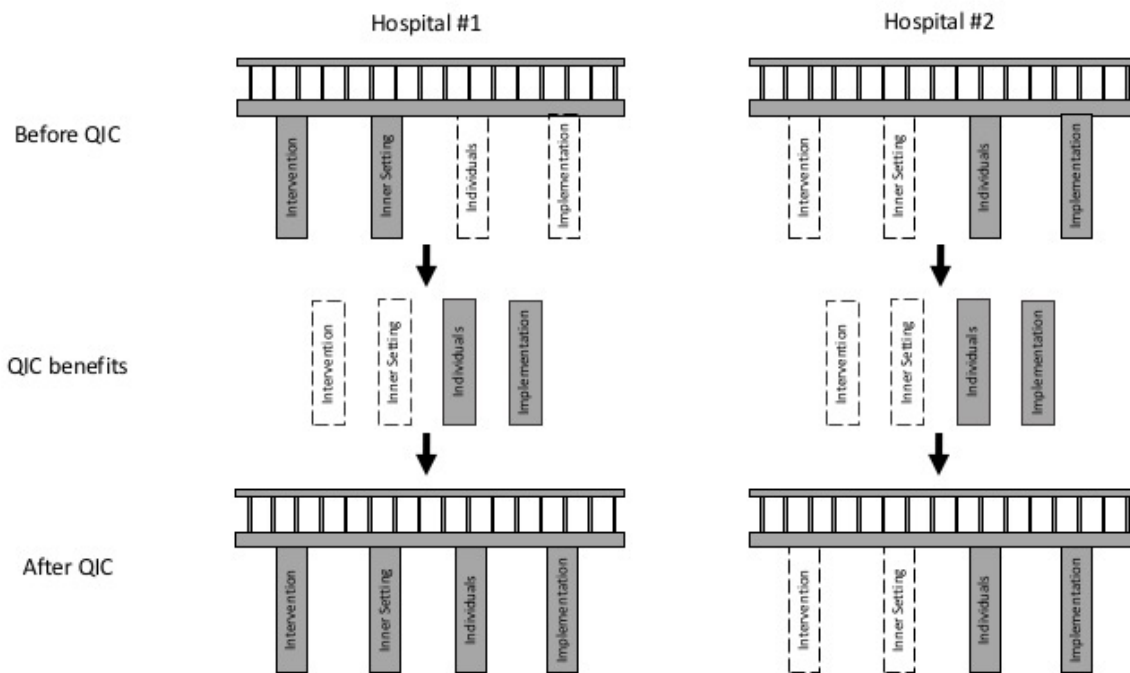 Hospital #1
Hospital #2
Before QIC
Intervention
Inner Setting
Individuals
Implementation
Intervention
Inner Setting
Individuals
Implementation
QIC benefits
Intervention
Inner Setting
Individuals
Implementation
Intervention
Inner Setting
Individuals
Implementation
After QIC
Intervention
Inner Setting
Individuals
Implementation
Intervention
Inner Setting
Individuals
Implementation